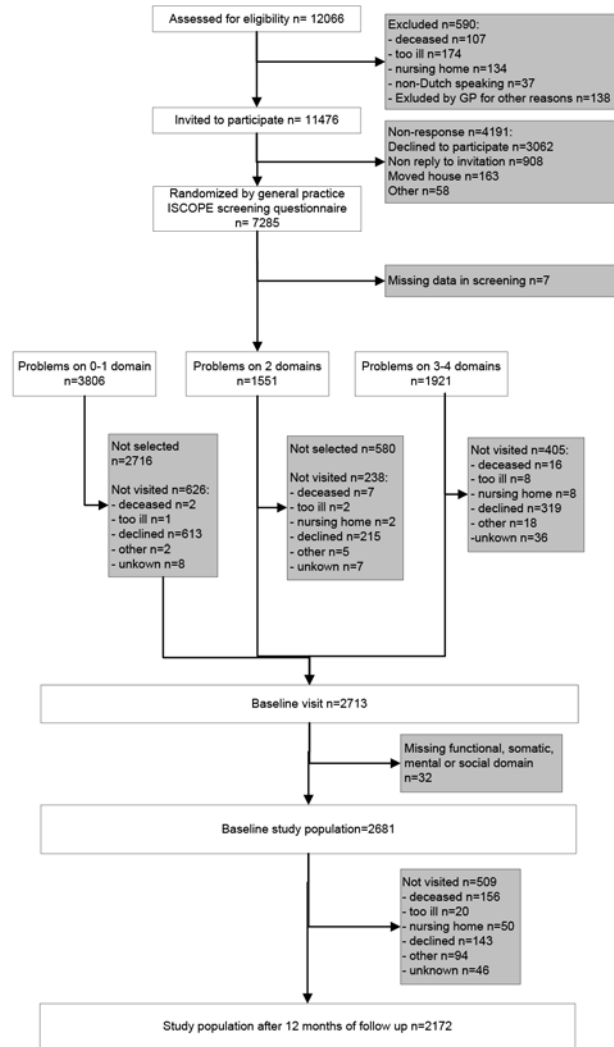 Assessed for eligibility n= 12066
Excluded n=590:
- deceased n=107
- too ill n=174
- nursing home n=134
- non-Dutch speaking n=37
- Exluded by GP for other reasons n=138
Invited to participate n= 11476
Non-response n=4191:
Declined to participate n=3062
Non reply to invitation n=908
Moved house n=163
Other n=58
Randomized by general practice
ISCOPE screening questionnaire
n= 7285
Missing data in screening n=7
Problems on 0-1 domain
n=3806
Problems on 2 domains
n=1551
Problems on 3-4 domains
n=1921
Not selected
n=2716
Not visited n=626:
- deceased n=2
- too ill n=1
- declined n=613
- other n=2
- unkown n=8
Not selected n=580
Not visited n=238:
- deceased n=7
- too ill n=2
- nursing home n=2
- declined n=215
- other n=5
- unkown n=7
Not visited n=405:
- deceased n=16
- too ill n=8
- nursing home n=8
- declined n=319
- other n=18
-unkown n=36
Baseline visit n=2713
Missing functional, somatic,
mental or social domain
n=32
Baseline study population=2681
Not visited n=509
- deceased n=156
- too ill n=20
- nursing home n=50
- declined n=143
- other n=94
- unknown n=46
Study population after 12 months of follow up n=2172